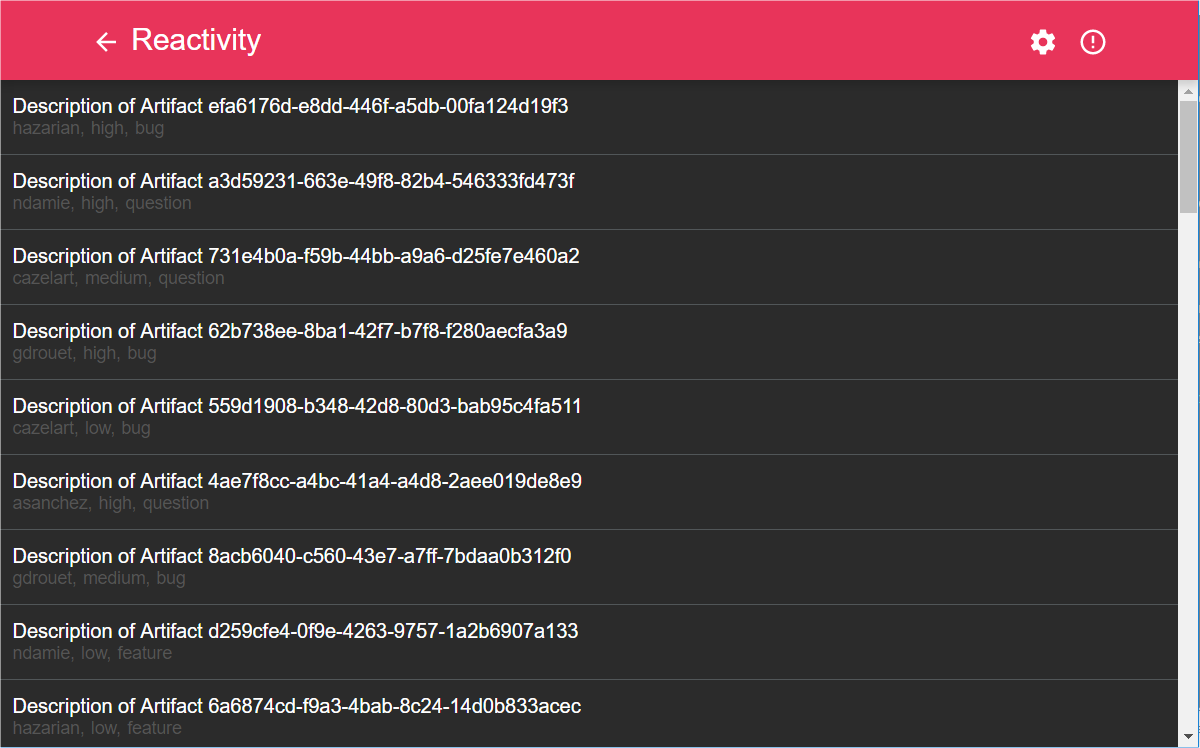 Reactivity
Description of Artifact efa6176d-e8dd-446f-a5db-00fa124d19f3
hazarian, high, bug
Description of Artifact a3d59231-663e-49f8-82b4-546333fd473f
ndamie, high, question
Description of Artifact 731e4b0a-f59b-44bb-a9a6-d25fe7e460a2
cazelart, medium, question
Description of Artifact 62b738ee-8ba1-42f7-b7f8-f280aecfa3a9
gdrouet, high, bug
Description of Artifact 559d1908-b348-42d8-80d3-bab95c4fa511
cazelart, low, bug
Description of Artifact 4ae7f8cc-a4bc-41a4-a4d8-2aee019de8e9
asanchez, high, question
Description of Artifact 8acb6040-c560-43e7-a7ff-7bdaa0b312f0
gdrouet, medium, bug
Description of Artifact d259cfe4-0f9e-4263-9757-1a2b6907a133
ndamie, low, feature
Description of Artifact 6a6874cd-f9a3-4bab-8c24-14d0b833acec
hazarian, low, feature